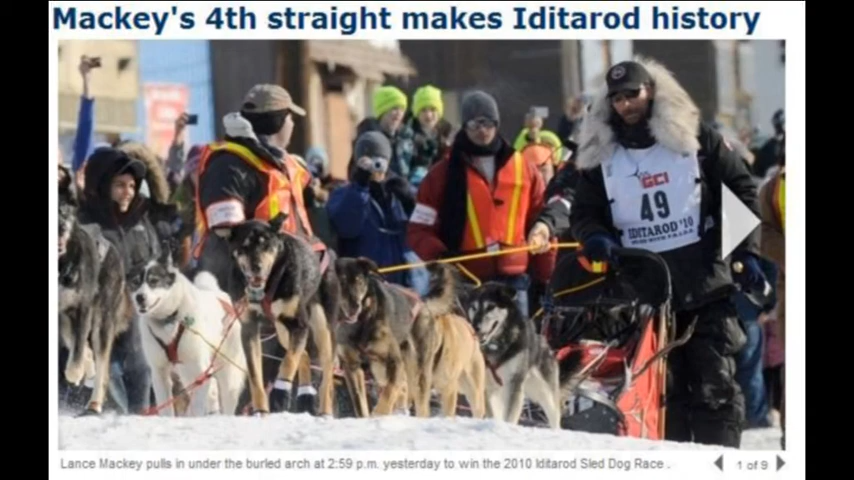 Mackey's 4th straight makes Iditarod history
GCI
49
IDITAROD '10
Lance Mackey pulls in under the burled arch at 2:59 p.m. yesterday to win the 2010 Iditarod Sled Dog Race .
1 of 9